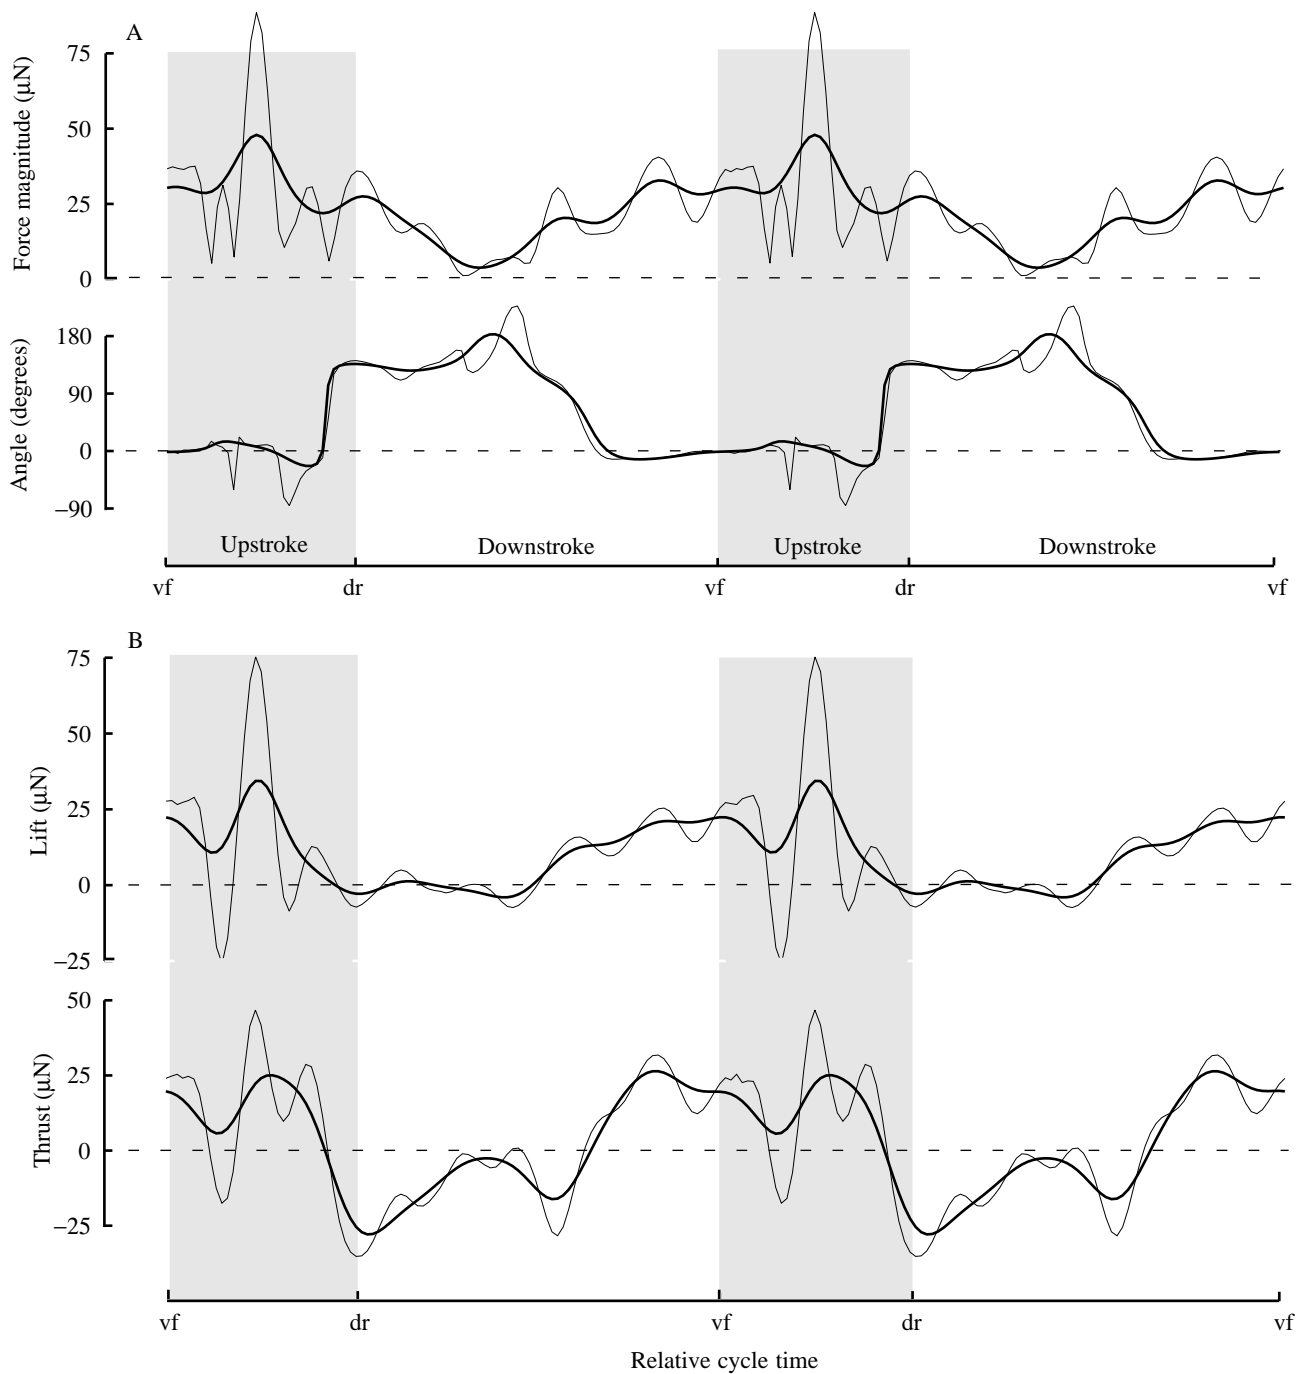 A
Force magnitude (µN)
75
50
25
0
Angle (degrees)
180
90
0
−90
Upstroke
Downstroke
Upstroke
Downstroke
vf
dr
vf
dr
vf
B
Lift (µN)
75
50
25
0
−25
Thrust (µN)
50
25
0
−25
vf
dr
vf
dr
vf
Relative cycle time